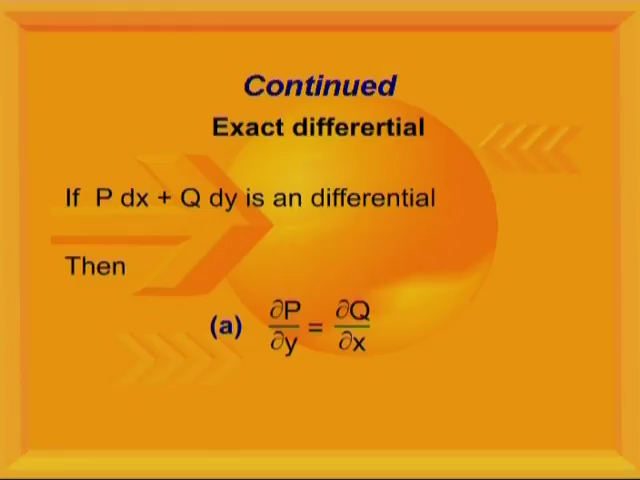 Continued
Exact differertial
If P dx + Q dy is an differential
Then
(a) ∂P/∂y = ∂Q/∂x